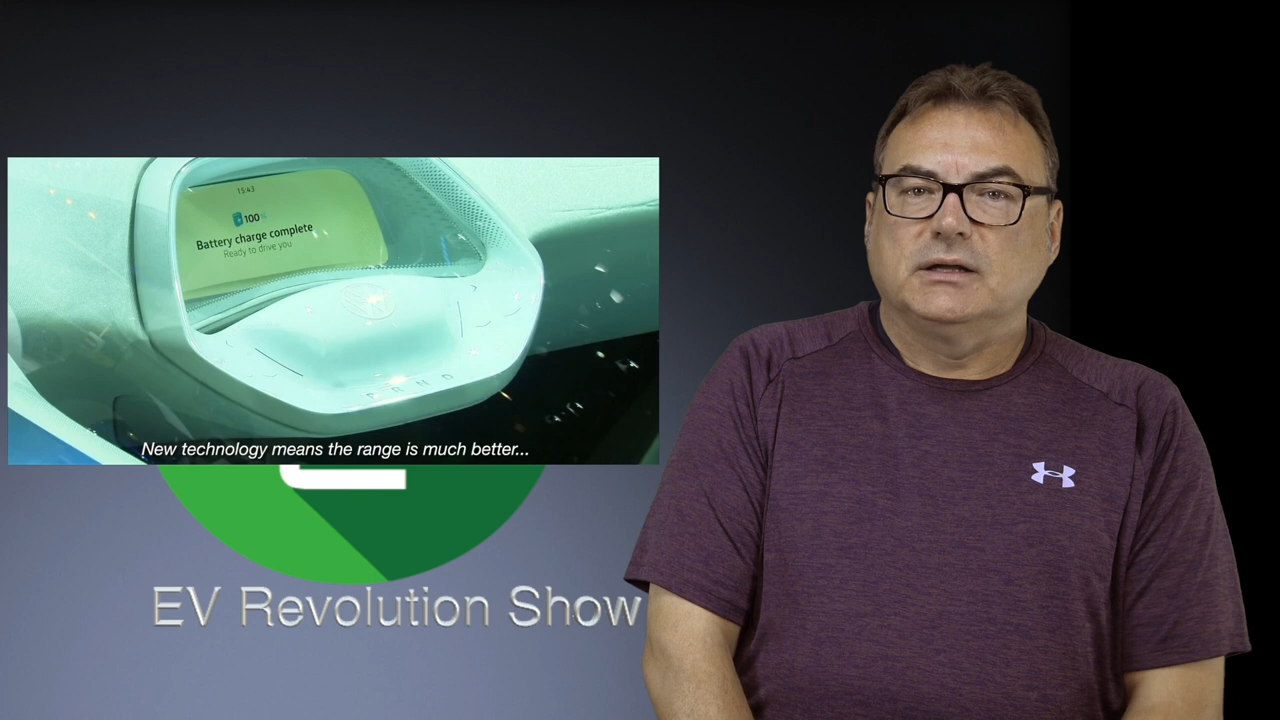 15:43
100%
Battery charge complete
Ready to drive you
P R N D
New technology means the range is much better...
EV Revolution Show